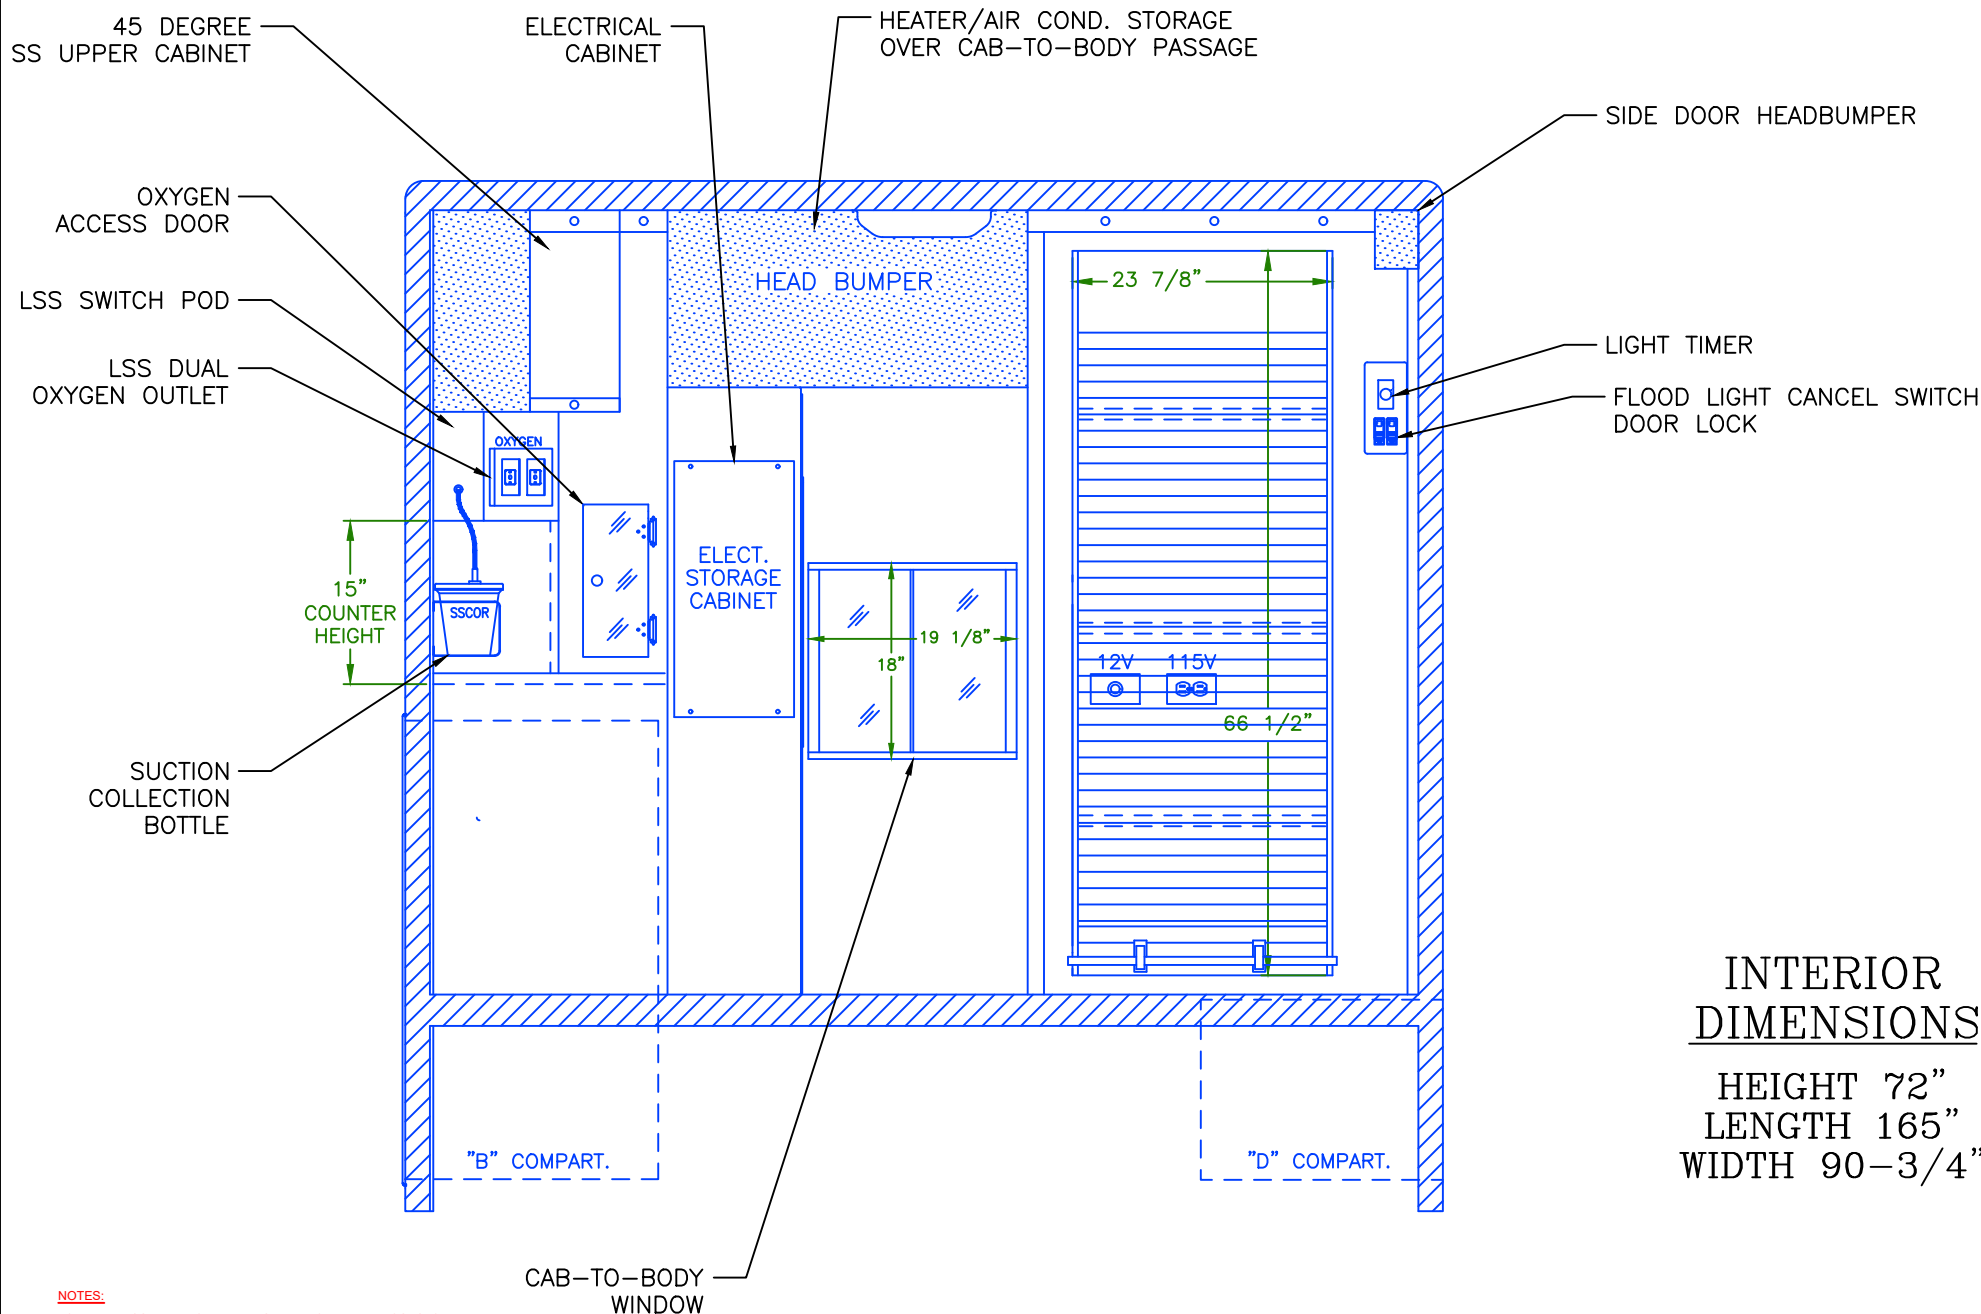 45 DEGREE
SS UPPER CABINET
ELECTRICAL
CABINET
HEATER/AIR COND. STORAGE
OVER CAB-TO-BODY PASSAGE
SIDE DOOR HEADBUMPER
OXYGEN
ACCESS DOOR
LSS SWITCH POD
LSS DUAL
OXYGEN OUTLET
HEAD BUMPER
23 7/8"
LIGHT TIMER
FLOOD LIGHT CANCEL SWITCH
DOOR LOCK
OXYGEN
15"
COUNTER
HEIGHT
SSCOR
ELECT.
STORAGE
CABINET
19 1/8"
18"
12V
115V
66 1/2"
SUCTION
COLLECTION
BOTTLE
INTERIOR
DIMENSIONS
HEIGHT 72"
LENGTH 165"
WIDTH 90-3/4"
"B" COMPART.
"D" COMPART.
CAB-TO-BODY
WINDOW
NOTES: